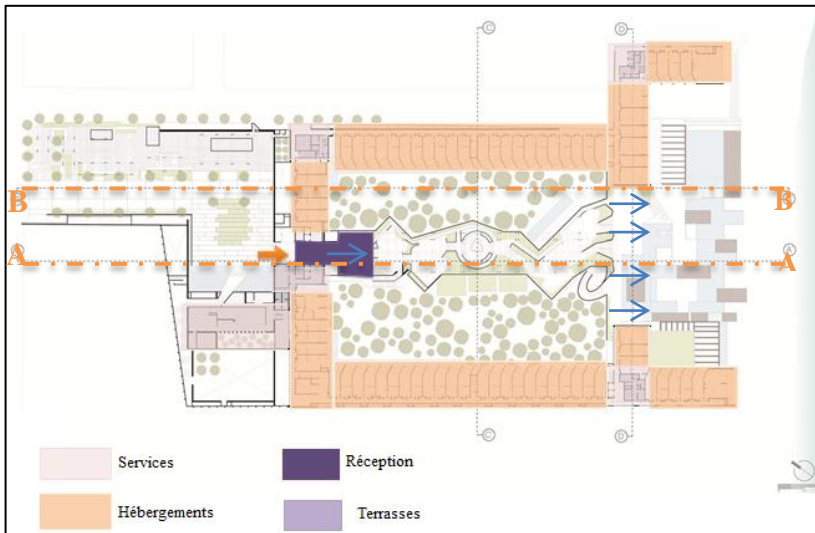 C D
B B
A A
A A
C D
Services Réception
Hébergements Terrasses